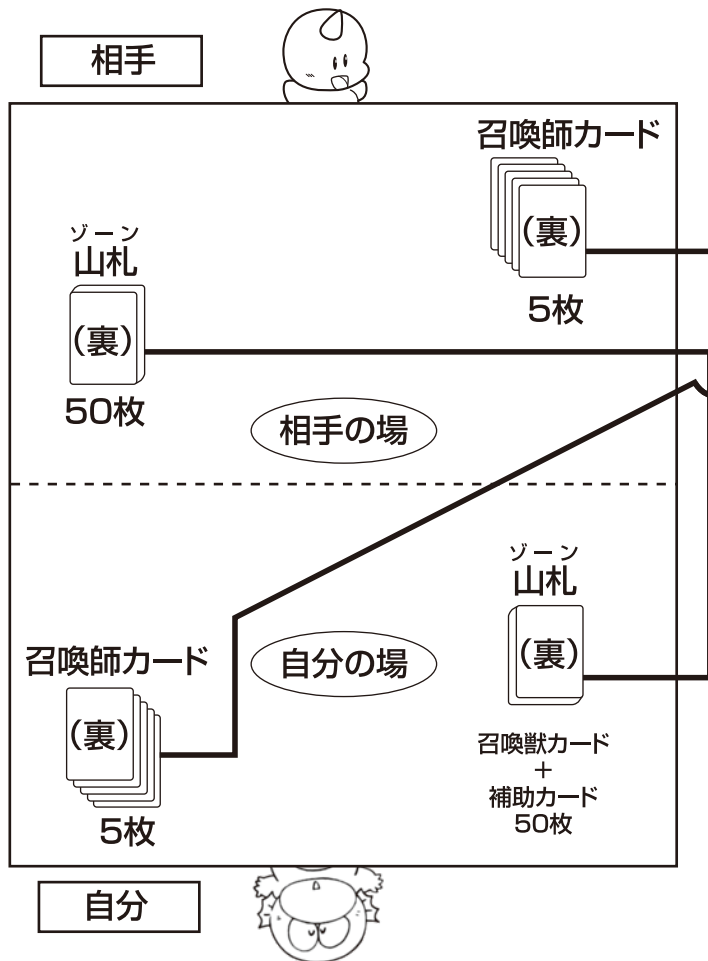 相手
召喚師カード
(裏)
5枚
ゾーン
山札
(裏)
50枚
相手の場
ゾーン
山札
(裏)
召喚獣カード
+
補助カード
50枚
自分の場
召喚師カード
(裏)
5枚
自分